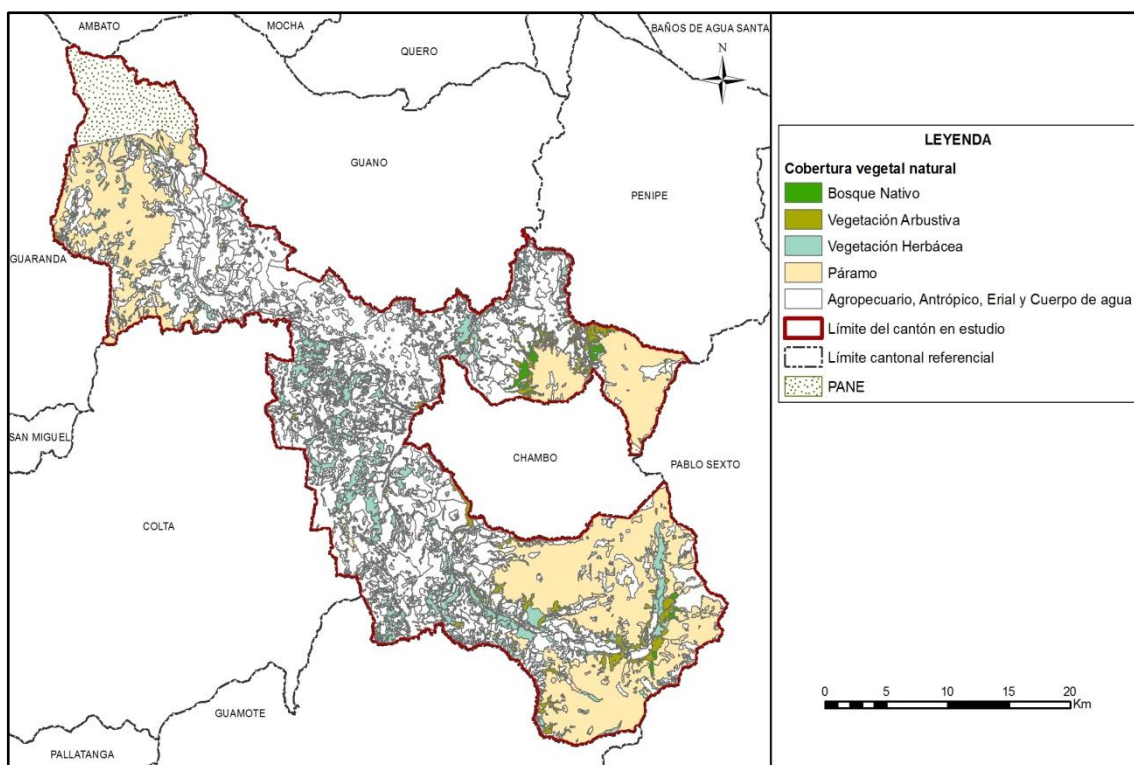 AMBATO
MOCHA
QUERO
BAÑOS DE AGUA SANTA
N
GUANO
PENIPE
GUARANDA
SAN MIGUEL
CHAMBO
PABLO SEXTO
COLTA
GUAMOTE
PALLATANGA
LEYENDA
Cobertura vegetal natural
Bosque Nativo
Vegetación Arbustiva
Vegetación Herbácea
Páramo
Agropecuario, Antrópico, Erial y Cuerpo de agua
Límite del cantón en estudio
Límite cantonal referencial
PANE
0 5 10 15 20
Km